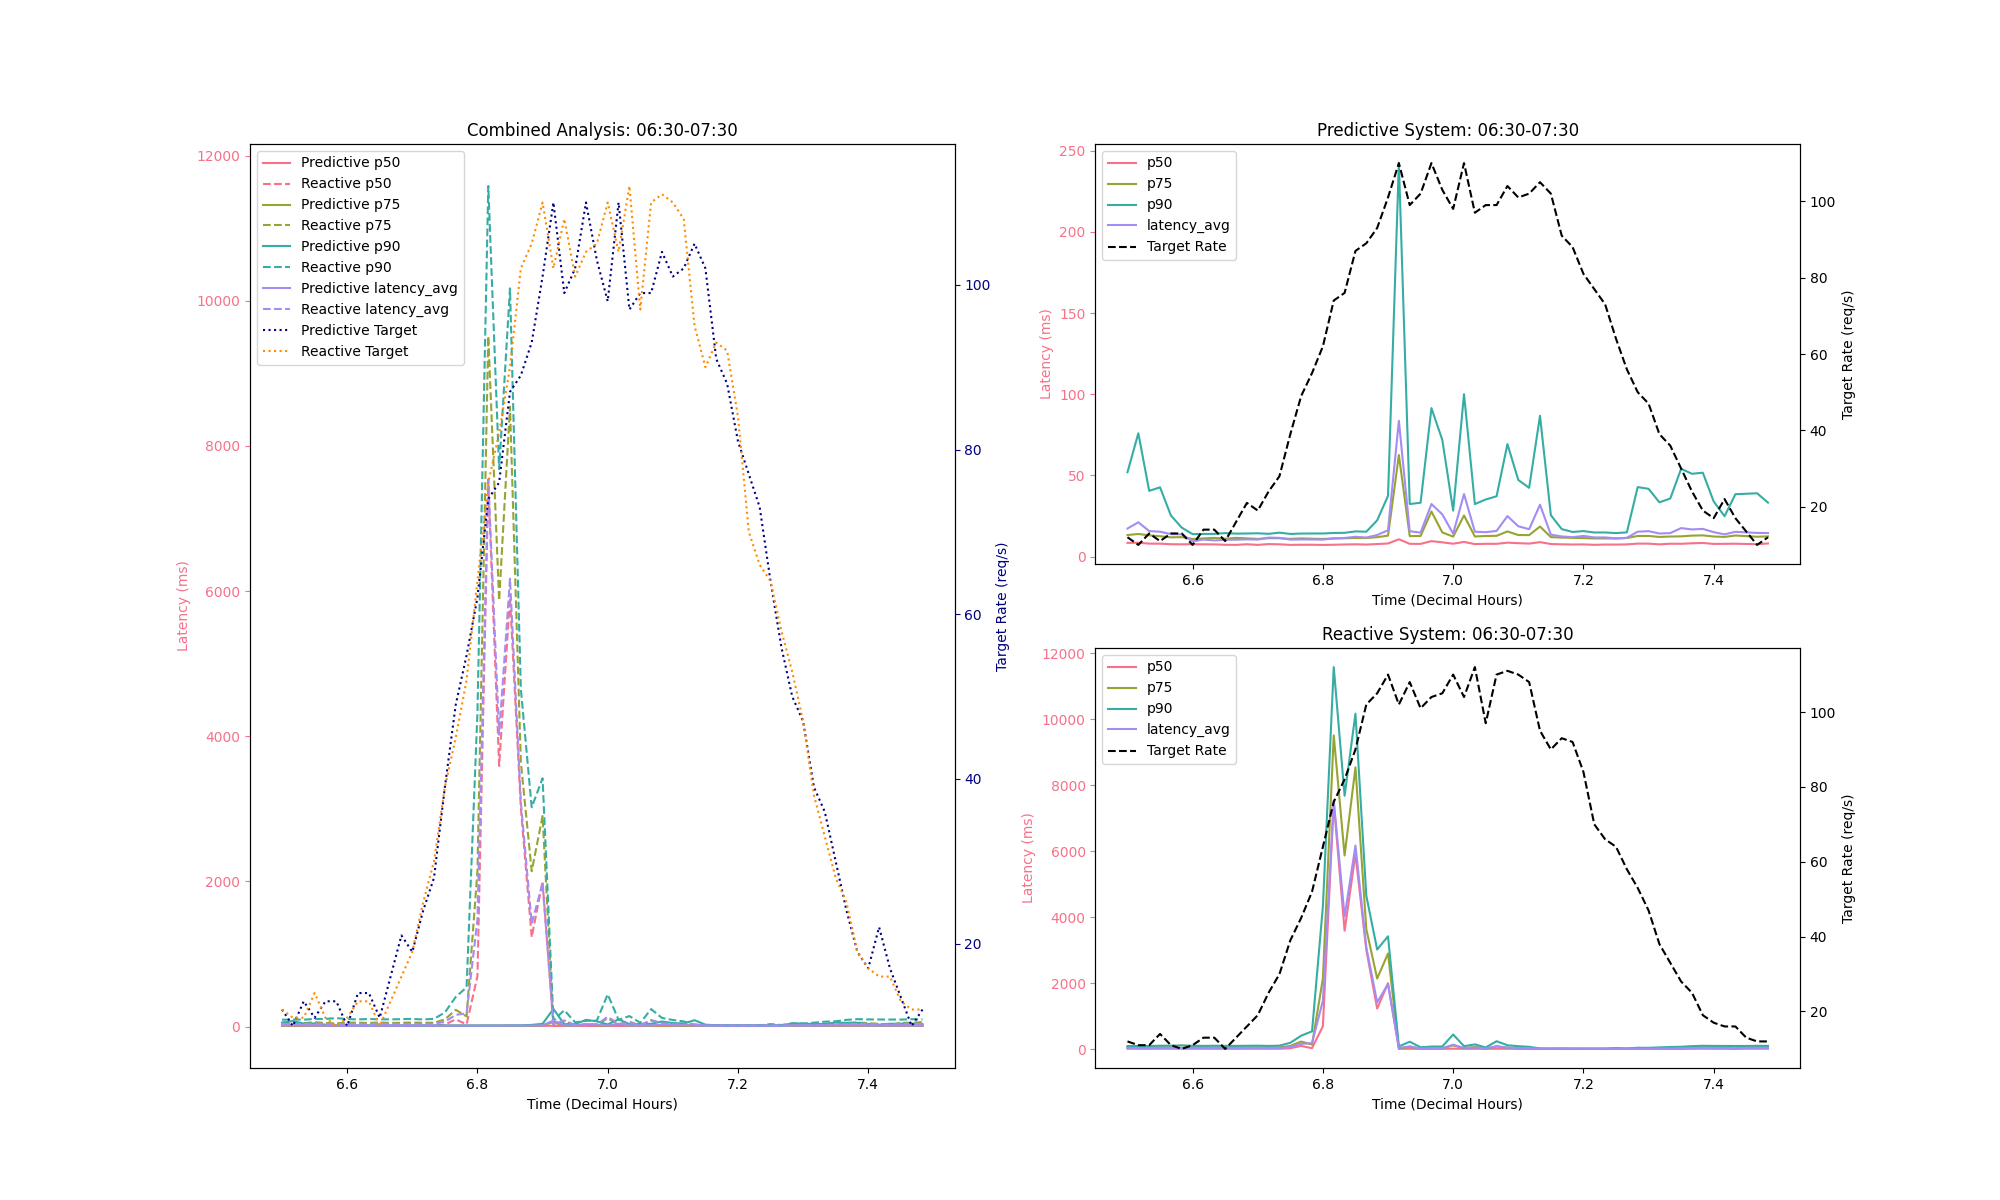 Combined Analysis: 06:30-07:30
12000
10000
8000
6000
4000
2000
0
Latency (ms)
Predictive p50
Reactive p50
Predictive p75
Reactive p75
Predictive p90
Reactive p90
Predictive latency_avg
Reactive latency_avg
Predictive Target
Reactive Target
100
80
60
40
20
Target Rate (req/s)
6.6 6.8 7.0 7.2 7.4
Time (Decimal Hours)
Predictive System: 06:30-07:30
250
200
150
100
50
0
Latency (ms)
p50
p75
p90
latency_avg
Target Rate
100
80
60
40
20
Target Rate (req/s)
6.6 6.8 7.0 7.2 7.4
Time (Decimal Hours)
Reactive System: 06:30-07:30
12000
10000
8000
6000
4000
2000
0
Latency (ms)
p50
p75
p90
latency_avg
Target Rate
100
80
60
40
20
Target Rate (req/s)
6.6 6.8 7.0 7.2 7.4
Time (Decimal Hours)